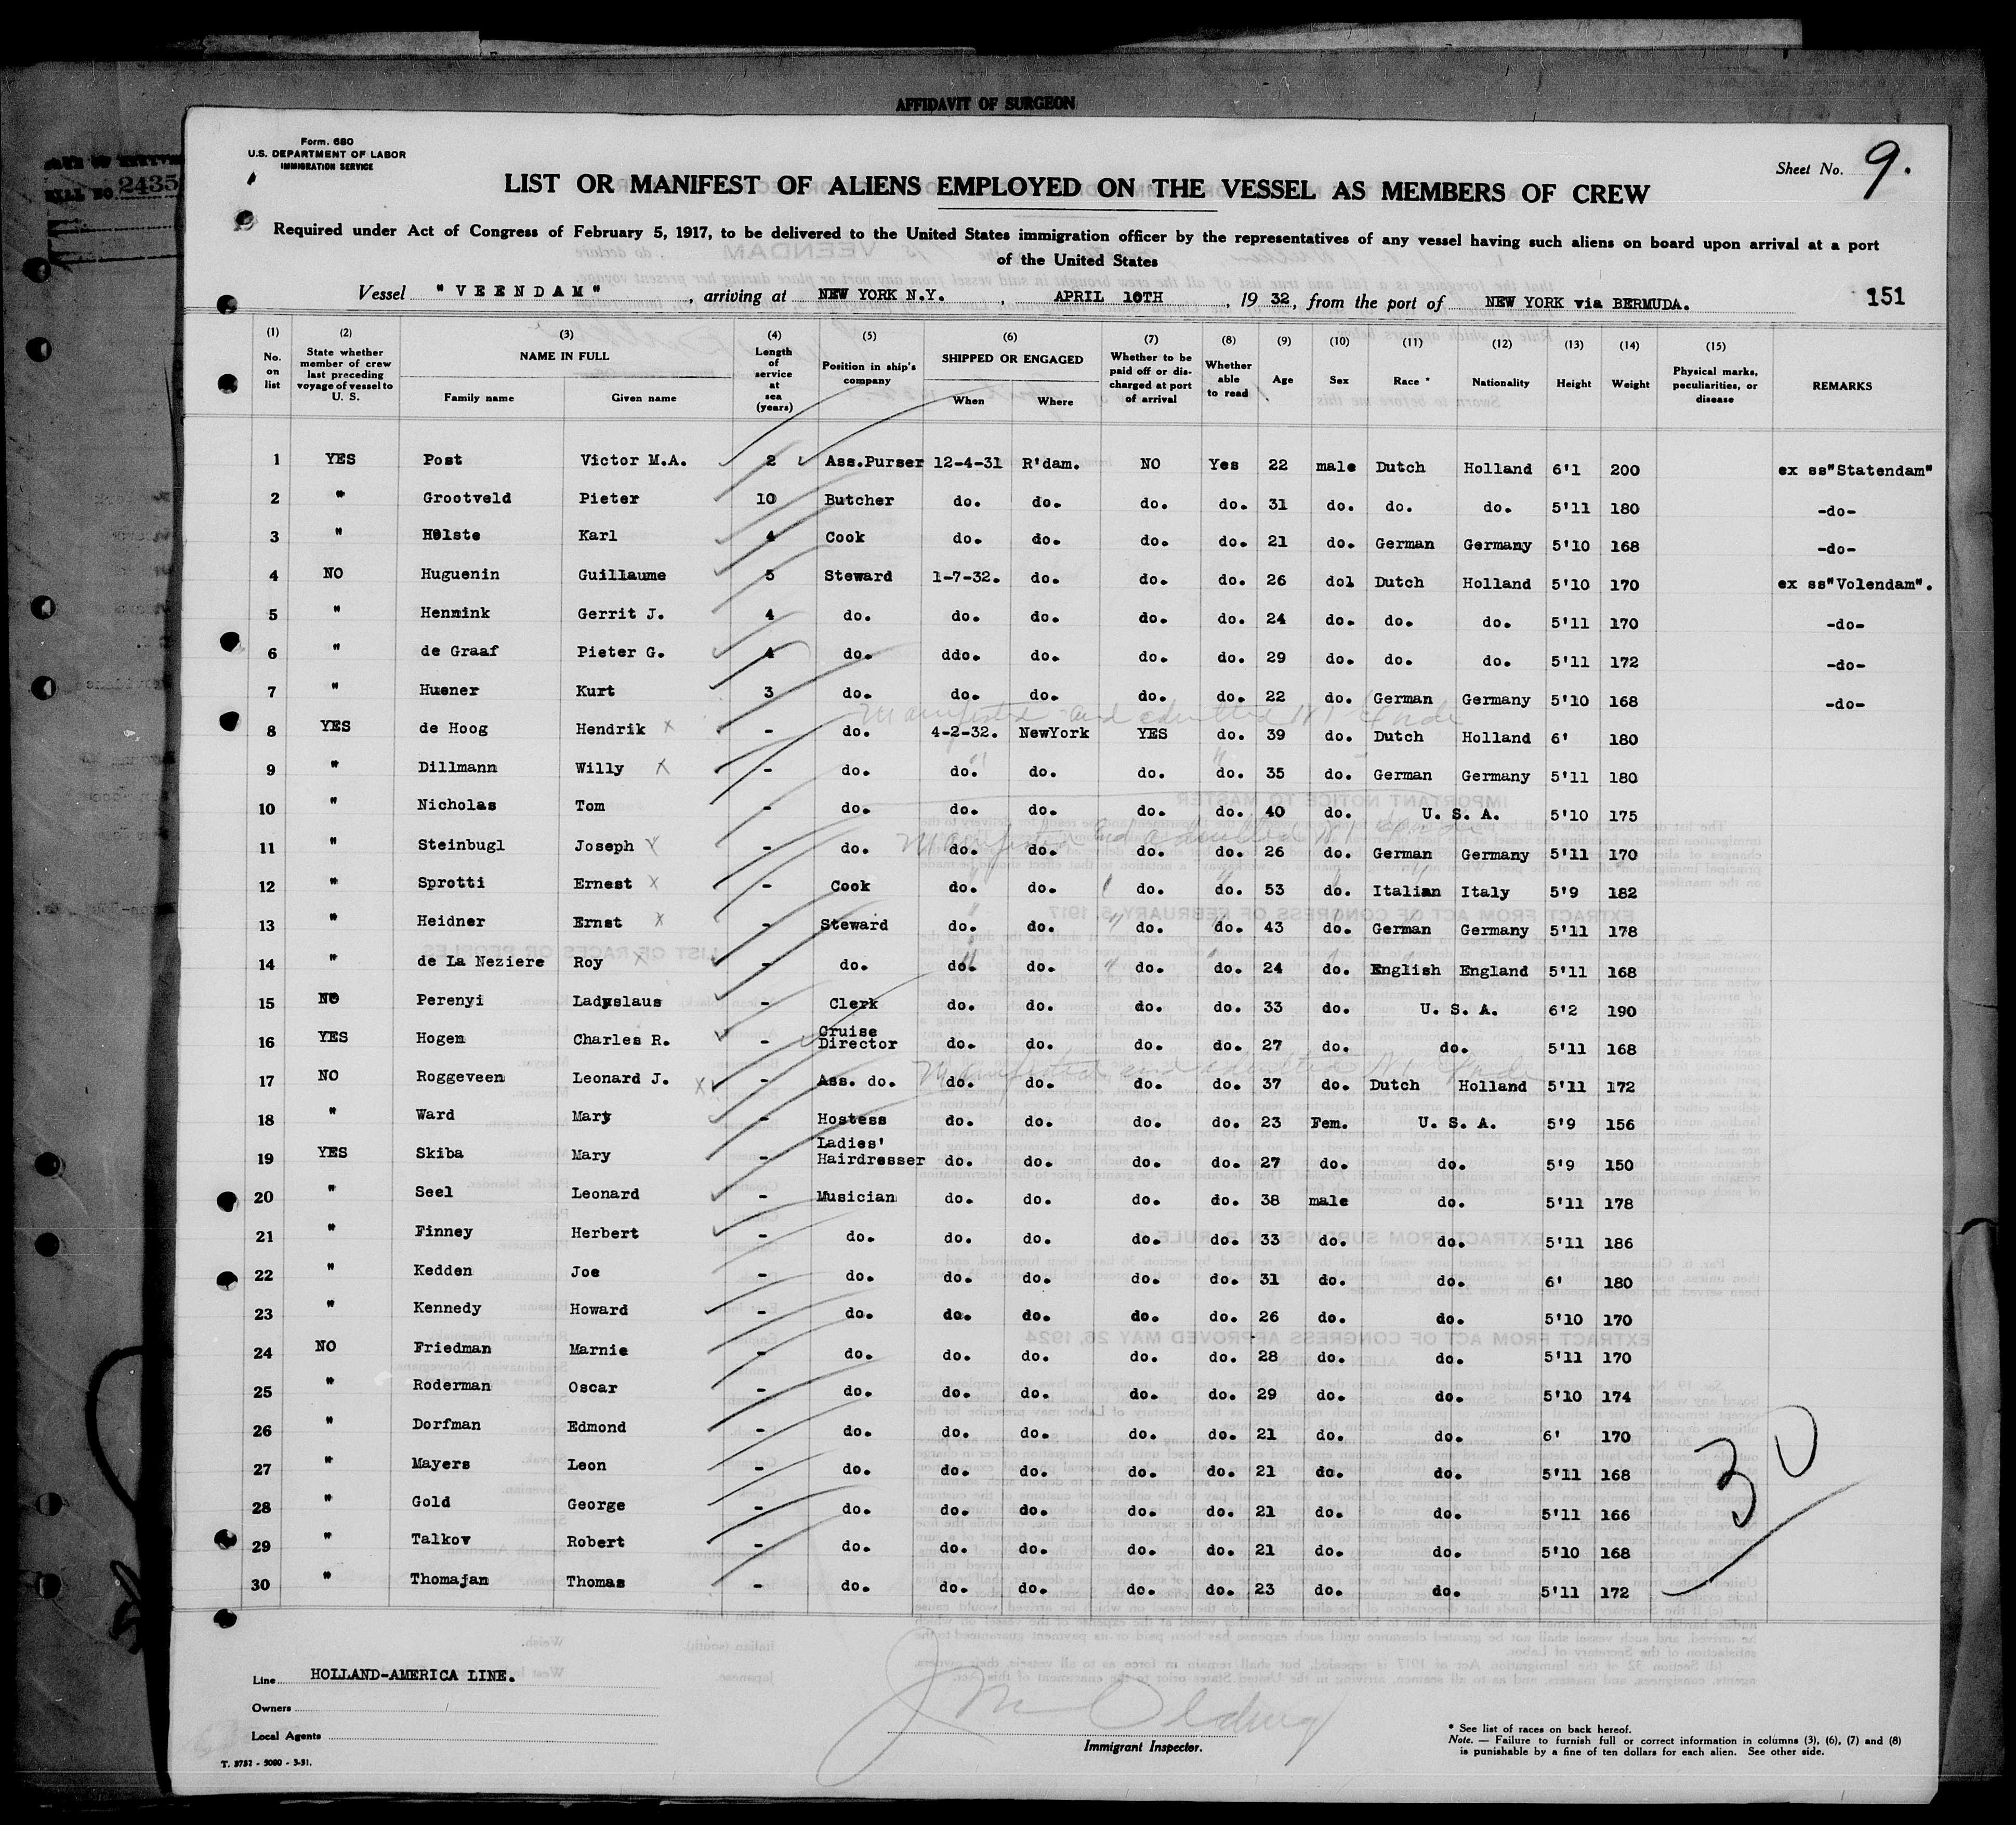 AFFIDAVIT OF SURGEON
BILL NO. 2435
Form. 680
U.S. DEPARTMENT OF LABOR
IMMIGRATION SERVICE
Sheet No. 9.
LIST OR MANIFEST OF ALIENS EMPLOYED ON THE VESSEL AS MEMBERS OF CREW
Required under Act of Congress of February 5, 1917, to be delivered to the United States immigration officer by the representatives of any vessel having such aliens on board upon arrival at a port
of the United States
Vessel "VEENDAM", arriving at NEW YORK N.Y., APRIL 10TH, 1932, from the port of NEW YORK via BERMUDA. 151
(1) No. on list (2) State whether member of crew last preceding voyage of vessel to U. S. (3) NAME IN FULL Family name Given name (4) Length of service at sea (years) (5) Position in ship's company (6) SHIPPED OR ENGAGED When Where (7) Whether to be paid off or discharged at port of arrival (8) Whether able to read (9) Age (10) Sex (11) Race * (12) Nationality (13) Height (14) Weight (15) Physical marks, peculiarities, or disease REMARKS
1 YES Post Victor M.A. 2 Ass.Purser 12-4-31 R'dam. NO Yes 22 male Dutch Holland 6'1 200 ex ss"Statendam"
2 " Grootveld Pieter 10 Butcher do. do. do. do. 31 do. do. do. 5'11 180 -do-
3 " Hølste Karl 4 Cook do. do. do. do. 21 do. German Germany 5'10 168 -do-
4 NO Huguenin Guillaume 5 Steward 1-7-32. do. do. do. 26 dol Dutch Holland 5'10 170 ex ss"Volendam".
5 " Hennink Gerrit J. 4 do. do. do. do. do. 24 do. do. do. 5'11 170 -do-
6 " de Graaf Pieter G. 4 do. ddo. do. do. do. 29 do. do. do. 5'11 172 -do-
7 " Huener Kurt 3 do. do. do. do. do. 22 do. German Germany 5'10 168 -do-
Manifested and admitted
8 YES de Hoog Hendrik x - do. 4-2-32. NewYork YES do. 39 do. Dutch Holland 6' 180
9 " Dillmann Willy x - do. do. do. do. do. 35 do. German Germany 5'11 180
10 " Nicholas Tom - do. do. do. do. do. 40 do. U. S. A. 5'10 175
Manifested and admitted
11 " Steinbugl Joseph x - do. do. do. do. do. 26 do. German Germany 5'11 170
12 " Sprotti Ernest x - Cook do. do. do. do. 53 do. Italian Italy 5'9 182
13 " Heidner Ernst x - Steward do. do. do. do. 43 do. German Germany 5'11 178
14 " de La Neziere Roy x - do. do. do. do. do. 24 do. English England 5'11 168
15 NO Perenyi Ladyslaus - Clerk do. do. do. do. 33 do. U. S. A. 6'2 190
16 YES Hogen Charles R. - Cruise Director do. do. do. do. 27 do. do. 5'11 168
Manifested and admitted
17 NO Roggeveen Leonard J. x - Ass. do. do. do. do. do. 37 do. Dutch Holland 5'11 172
18 " Ward Mary - Hostess do. do. do. do. 23 Fem. U. S. A. 5'9 156
19 YES Skiba Mary - Ladies' Hairdresser do. do. do. do. 27 do. do. 5'9 150
20 " Seel Leonard - Musician do. do. do. do. 38 male do. 5'11 178
21 " Finney Herbert - do. do. do. do. do. 33 do. do. 5'11 186
22 " Kedden Joe - do. do. do. do. do. 31 do. do. 6' 180
23 " Kennedy Howard - do. do. do. do. do. 26 do. do. 5'10 170
24 NO Friedman Marnie - do. do. do. do. do. 28 do. do. 5'11 170
25 " Roderman Oscar - do. do. do. do. do. 29 do. do. 5'10 174
26 " Dorfman Edmond - do. do. do. do. do. 21 do. do. 6' 170
27 " Mayers Leon - do. do. do. do. do. 21 do. do. 5'11 168
28 " Gold George - do. do. do. do. do. 21 do. do. 5'11 166
29 " Talkov Robert - do. do. do. do. do. 21 do. do. 5'10 168
30 " Thomajan Thomas - do. do. do. do. do. 23 do. do. 5'11 172
30
Line HOLLAND-AMERICA LINE.
Owners
Local Agents
Immigrant Inspector.
* See list of races on back hereof.
Note. — Failure to furnish full or correct information in columns (3), (6), (7) and (8)
is punishable by a fine of ten dollars for each alien. See other side.
T. 8782 - 5000 - 3-31.